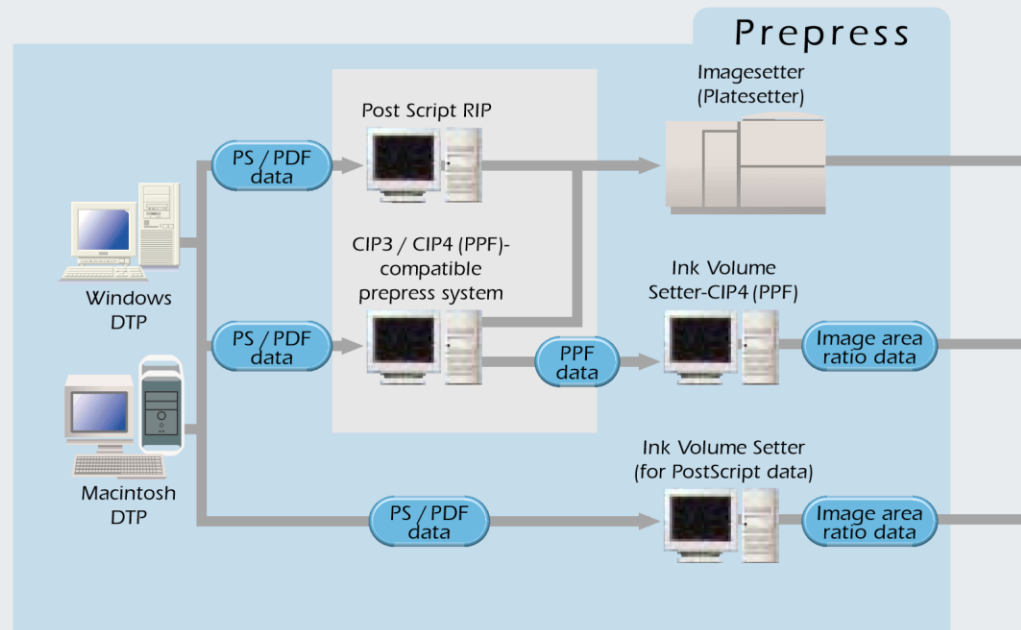 Prepress
Imagesetter
(Platesetter)
Post Script RIP
PS / PDF
data
CIP3 / CIP4 (PPF)-
compatible
prepress system
Ink Volume
Setter-CIP4 (PPF)
Windows
DTP
PS / PDF
data
PPF
data
Image area
ratio data
Ink Volume Setter
(for PostScript data)
Macintosh
DTP
PS / PDF
data
Image area
ratio data